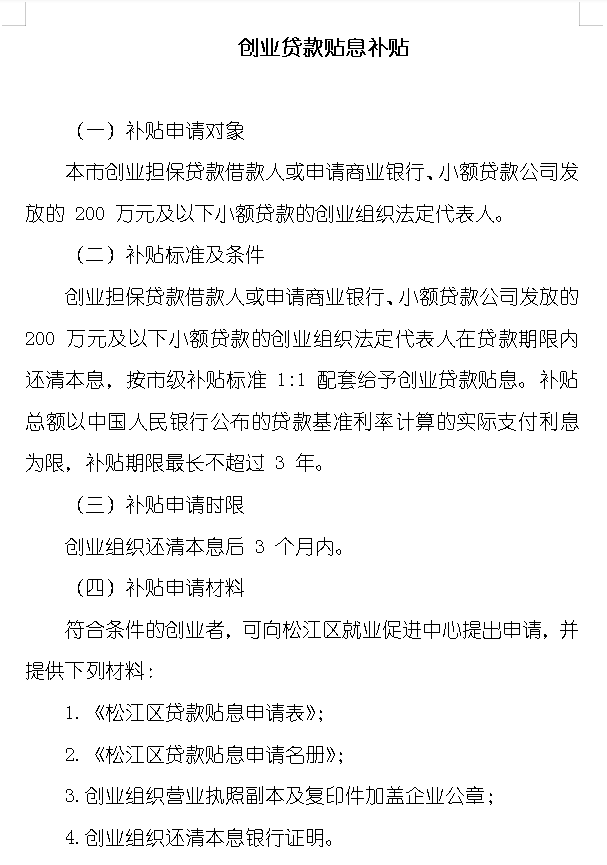 创业贷款贴息补贴
（一）补贴申请对象
本市创业担保贷款借款人或申请商业银行、小额贷款公司发
放的 200 万元及以下小额贷款的创业组织法定代表人。
（二）补贴标准及条件
创业担保贷款借款人或申请商业银行、小额贷款公司发放的
200 万元及以下小额贷款的创业组织法定代表人在贷款期限内
还清本息，按市级补贴标准 1:1 配套给予创业贷款贴息。补贴
总额以中国人民银行公布的贷款基准利率计算的实际支付利息
为限，补贴期限最长不超过 3 年。
（三）补贴申请时限
创业组织还清本息后 3 个月内。
（四）补贴申请材料
符合条件的创业者，可向松江区就业促进中心提出申请，并
提供下列材料：
1.《松江区贷款贴息申请表》；
2.《松江区贷款贴息申请名册》；
3.创业组织营业执照副本及复印件加盖企业公章；
4.创业组织还清本息银行证明。